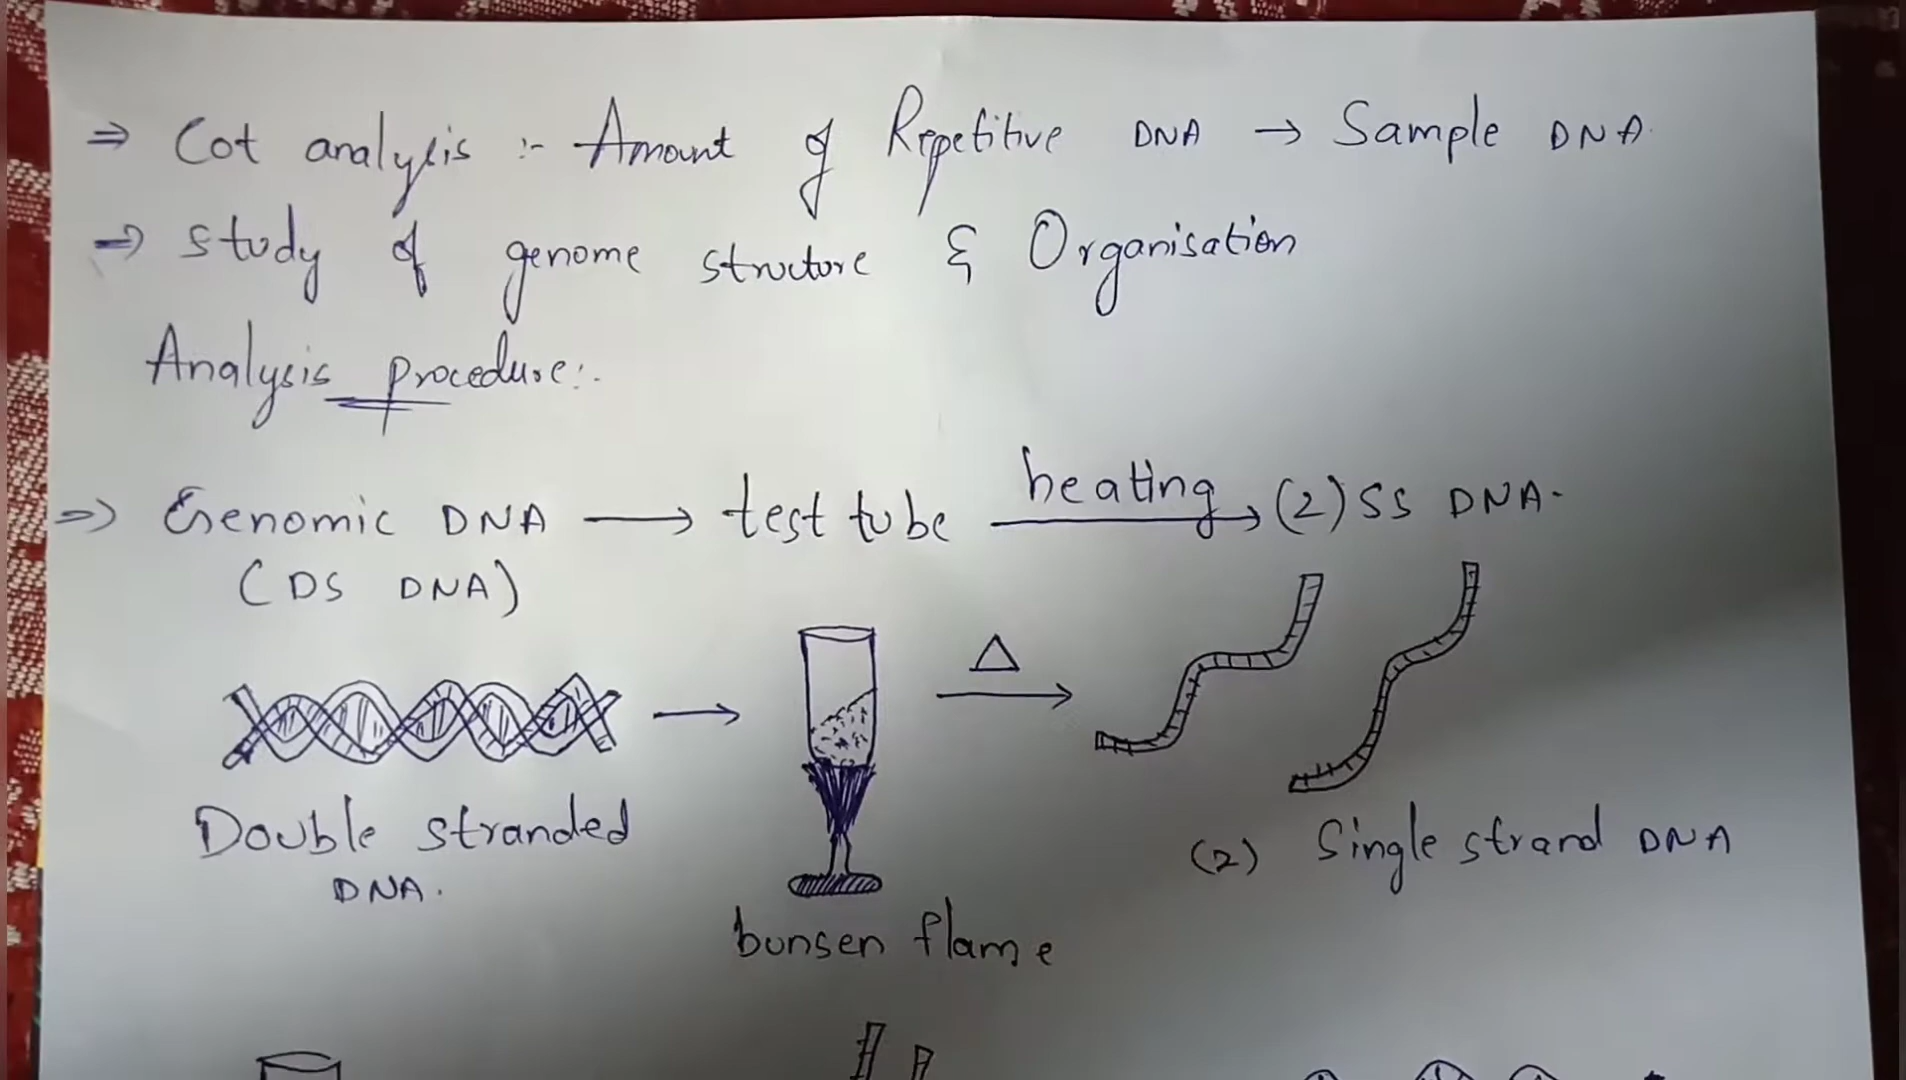 ⇒ Cot analysis :- Amount of Repetitive DNA → Sample DNA.
⇒ study of genome structure & Organisation
Analysis procedure:-
⇒ Genomic DNA → test tube heating → (2) SS DNA.
(DS DNA)
△
Double stranded
DNA.
(2) Single strand DNA
bunsen flame